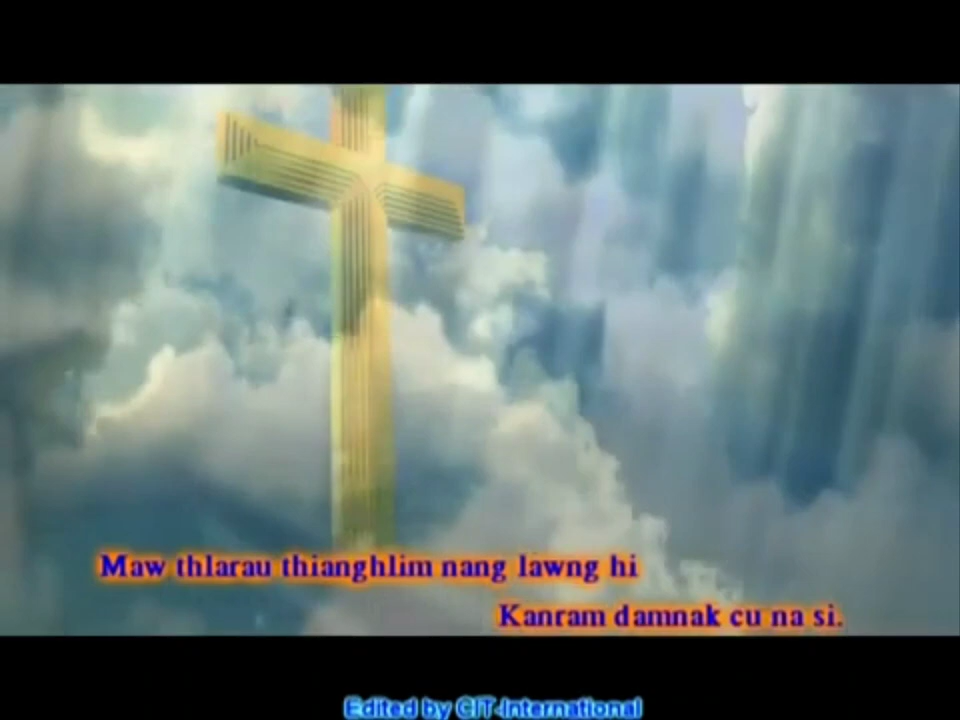 Maw thlarau thianghlim nang lawng hi
Kanram damnak cu na si.
Edited by CIT-International